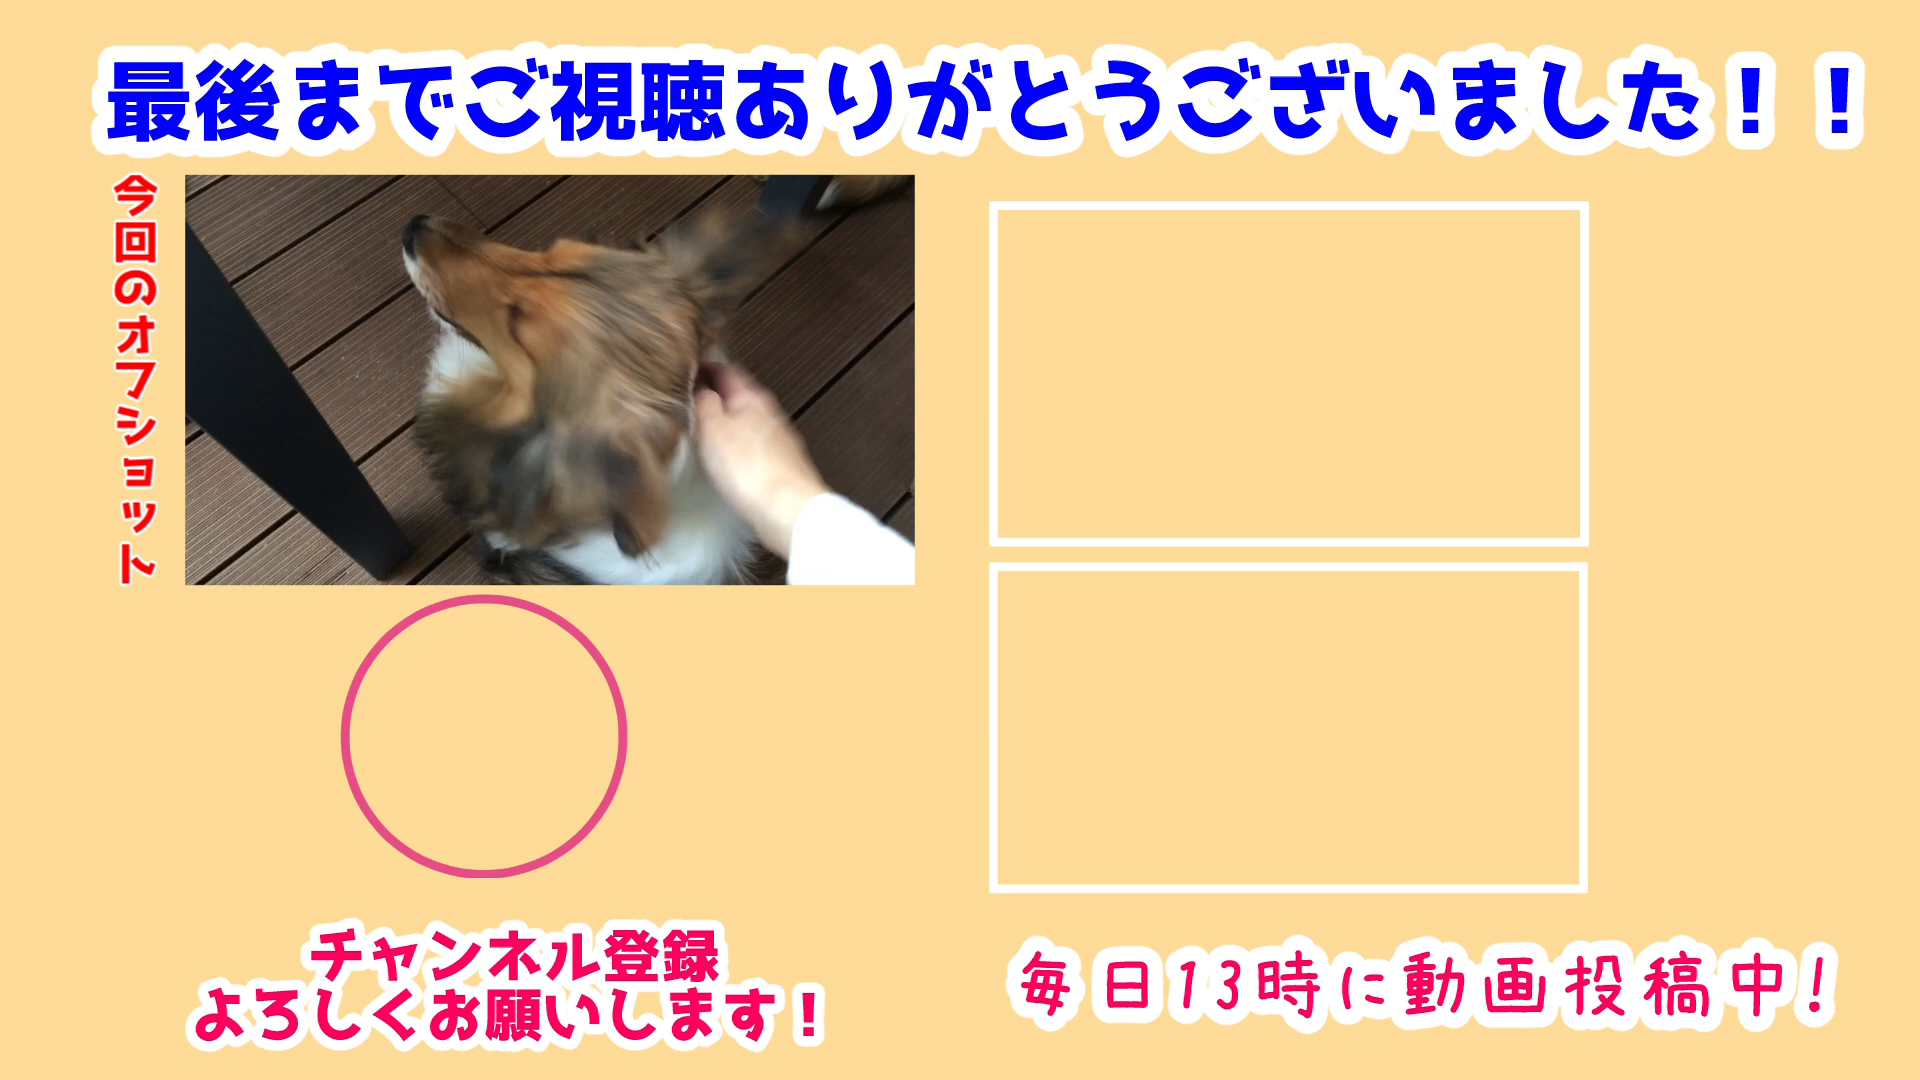 最後までご視聴ありがとうございました！！
今回のオフショット
チャンネル登録
よろしくお願いします！
毎日13時に動画投稿中!